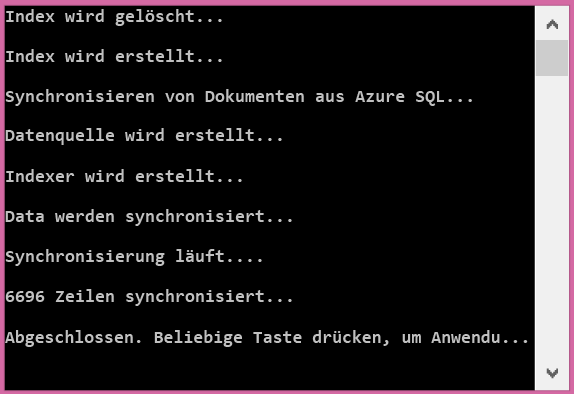 Index wird gelöscht...
Index wird erstellt...
Synchronisieren von Dokumenten aus Azure SQL...
Datenquelle wird erstellt...
Indexer wird erstellt...
Data werden synchronisiert...
Synchronisierung läuft....
6696 Zeilen synchronisiert...
Abgeschlossen. Beliebige Taste drücken, um Anwendu...